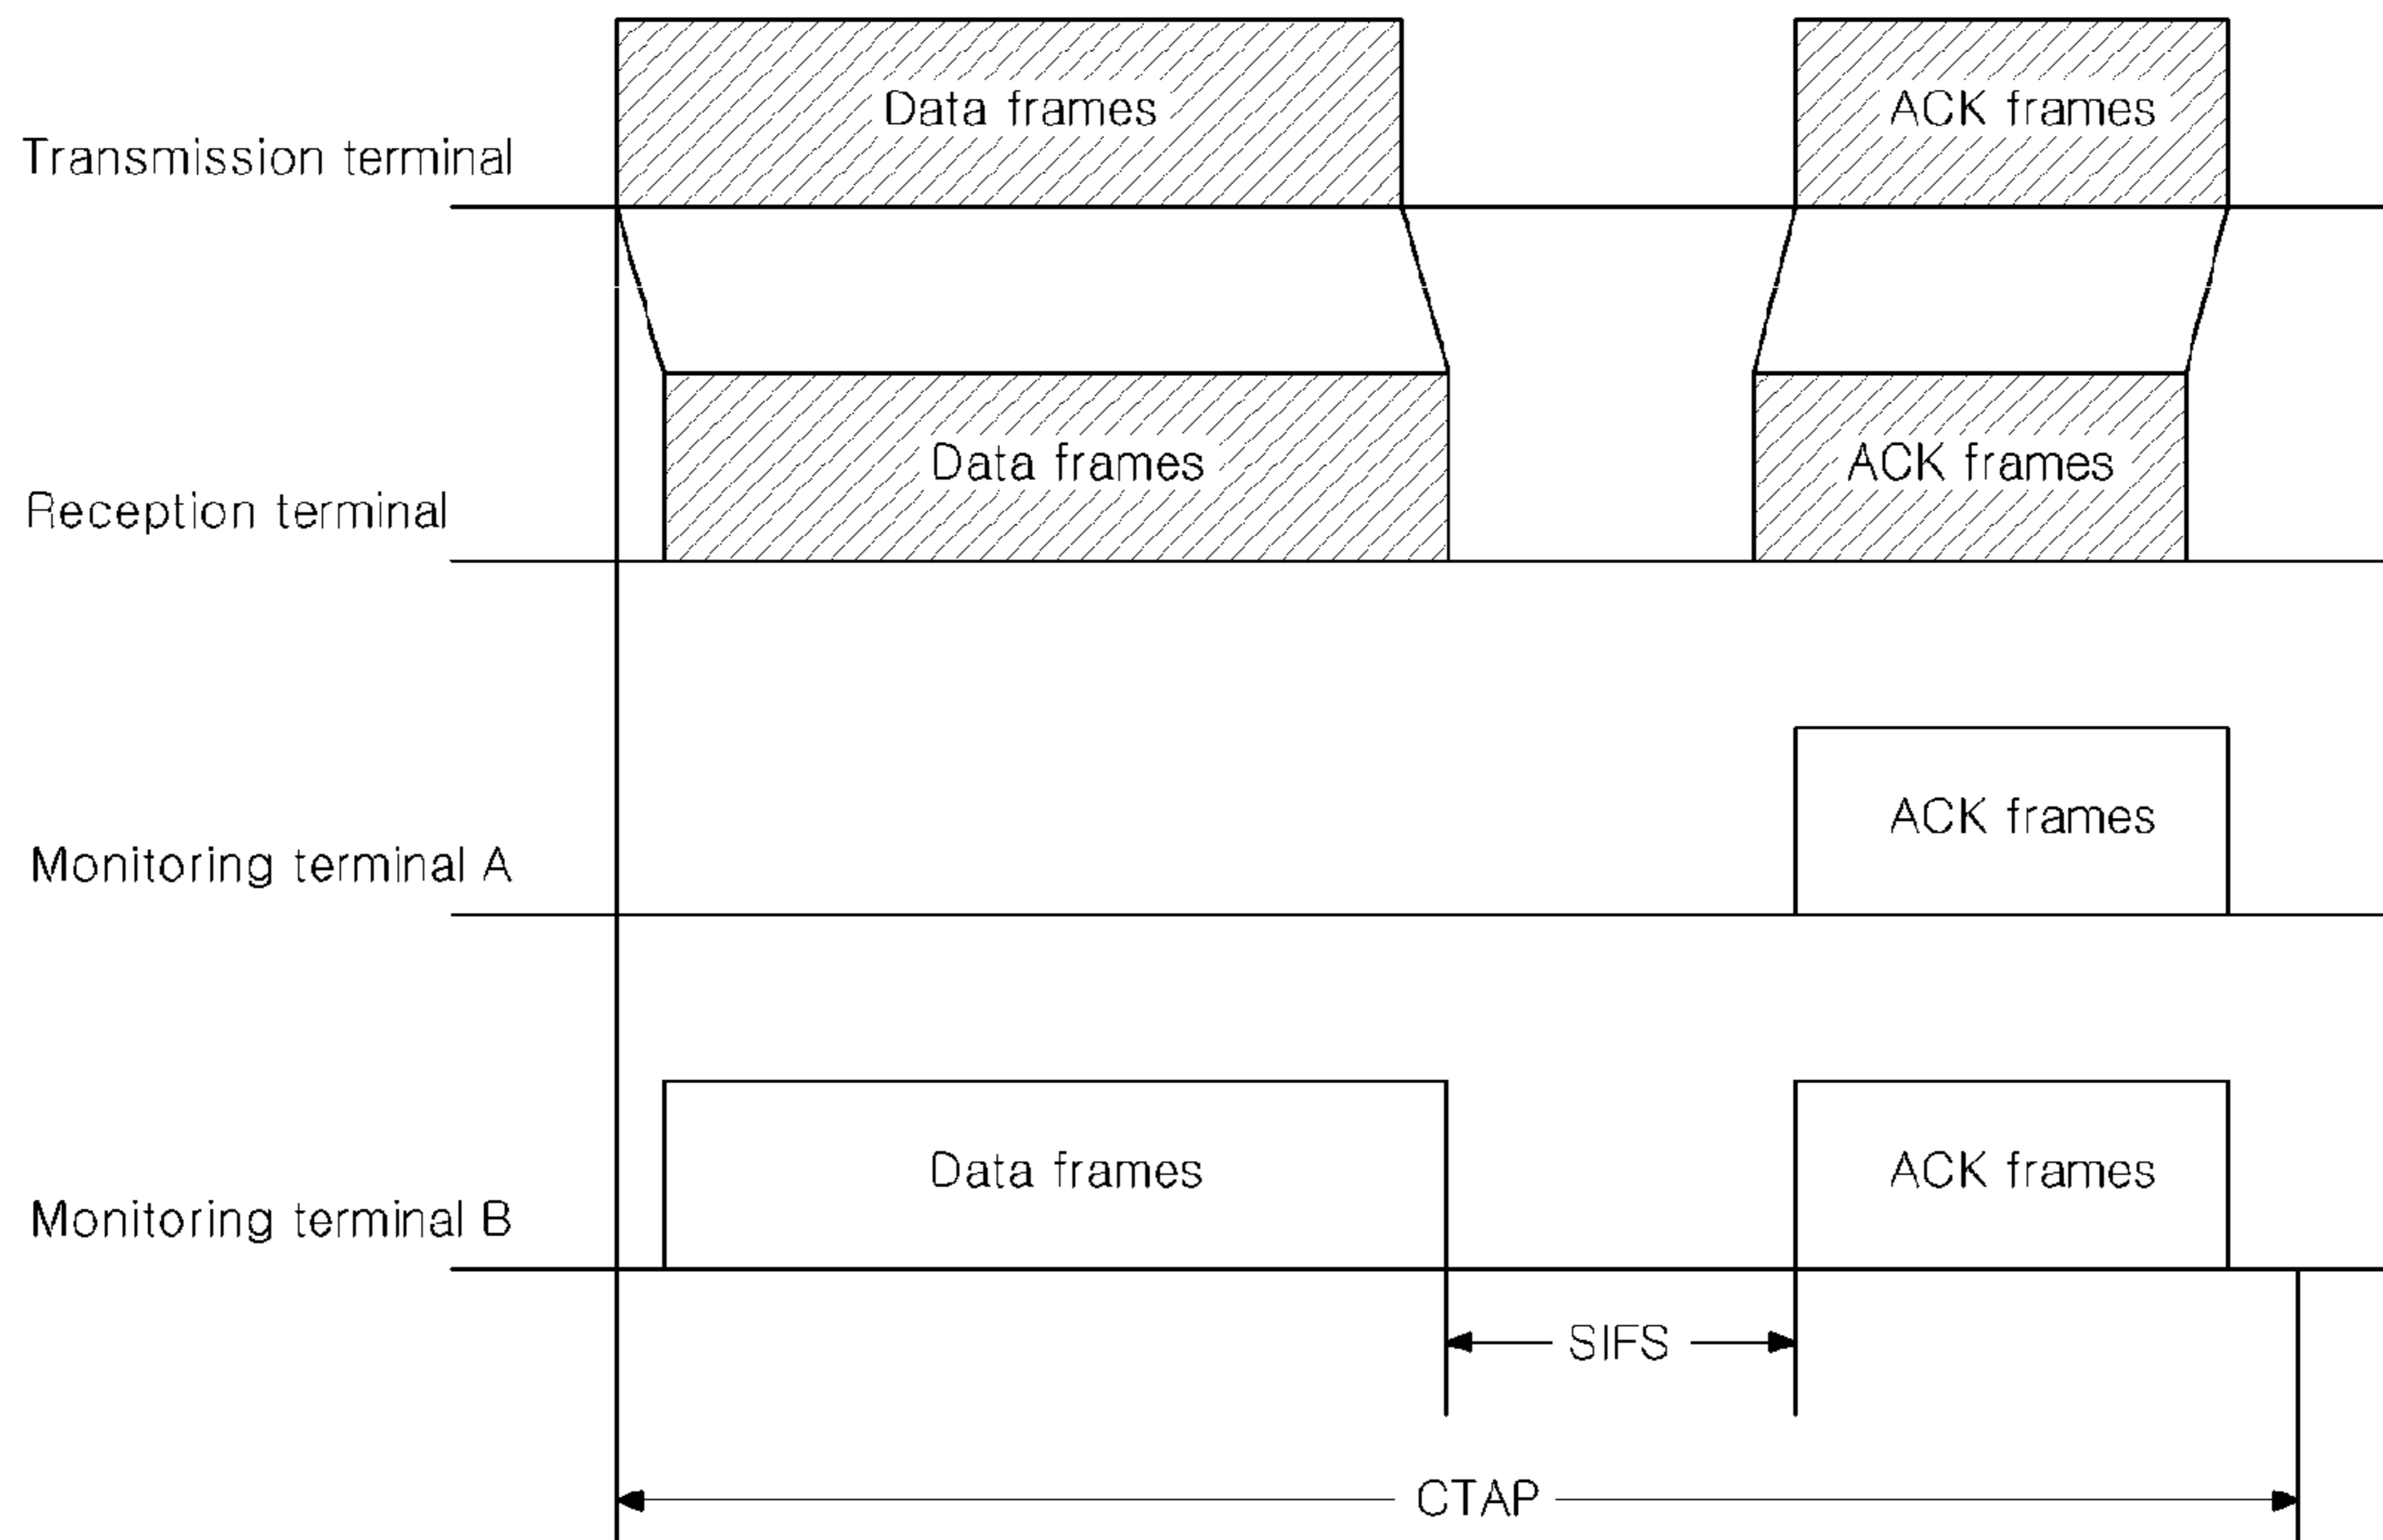 Data frames
ACK frames
Transmission terminal
Data frames
ACK frames
Reception terminal
ACK frames
Monitoring terminal A
Data frames
ACK frames
Monitoring terminal B
SIFS
CTAP